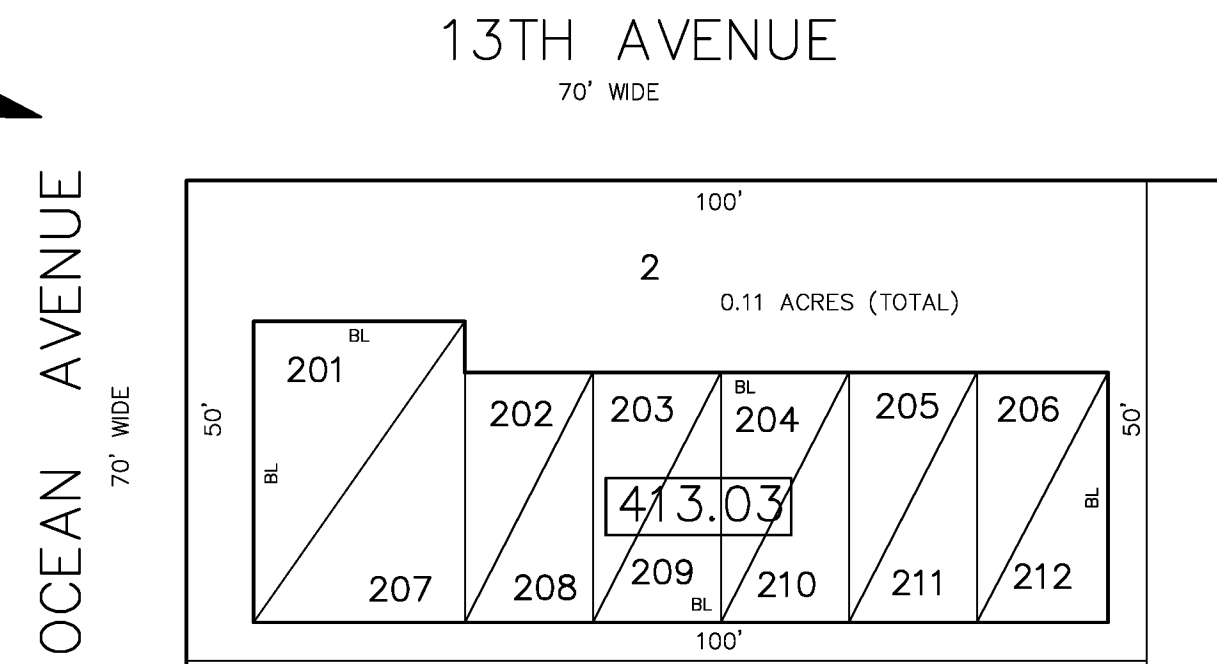 13TH AVENUE
70' WIDE
OCEAN AVENUE
70' WIDE
100'
2
0.11 ACRES (TOTAL)
50'
50'
BL
201
BL
207
202
208
203
209
BL
BL
204
210
205
211
206
212
BL
413.03
100'